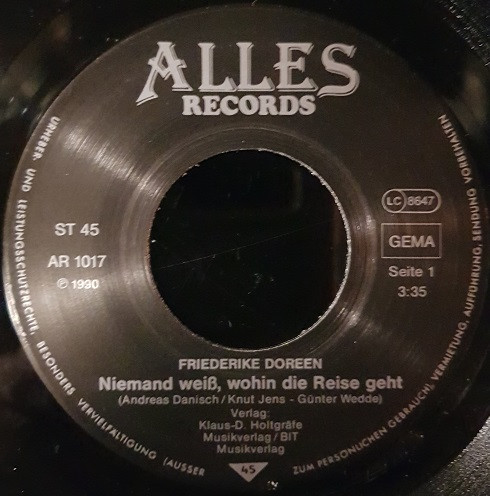 ALLES
RECORDS
ST 45
AR 1017
℗ 1990
LC 8647
GEMA
Seite 1
3:35
FRIEDERIKE DOREEN
Niemand weiß, wohin die Reise geht
(Andreas Danisch/Knut Jens - Günter Wedde)
Verlag:
Klaus-D. Holtgräfe
Musikverlag/BIT
Musikverlag
45
URHEBER- UND LEISTUNGSSCHUTZRECHTE, BESONDERS VERVIELFÄLTIGUNG (AUSSER ZUM PERSÖNLICHEN GEBRAUCH), VERMIETUNG, AUFFÜHRUNG, SENDUNG VORBEHALTEN